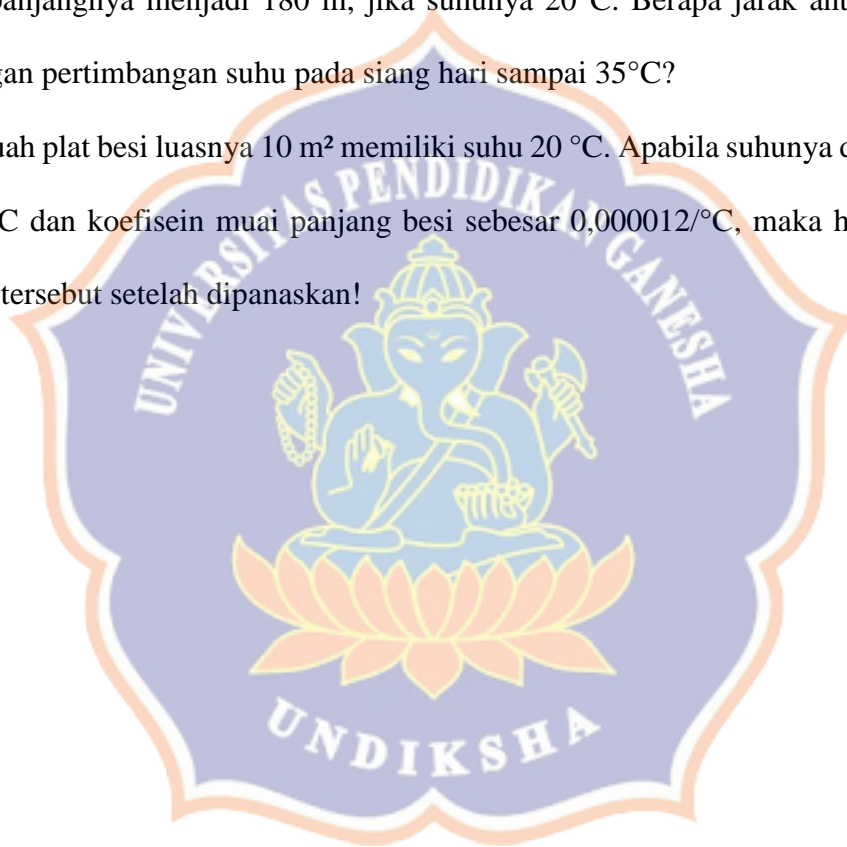 panjangnya menjadi 180 m, jika suhunya 20°C. Berapa jarak
gan pertimbangan suhu pada siang hari sampai 35°C?
uah plat besi luasnya 10 m² memiliki suhu 20 °C. Apabila suhunya
C dan koefisein muai panjang besi sebesar 0,000012/°C, maka
tersebut setelah dipanaskan!
UNIVERSITAS PENDIDIKAN GANESHA
UNDIKSHA